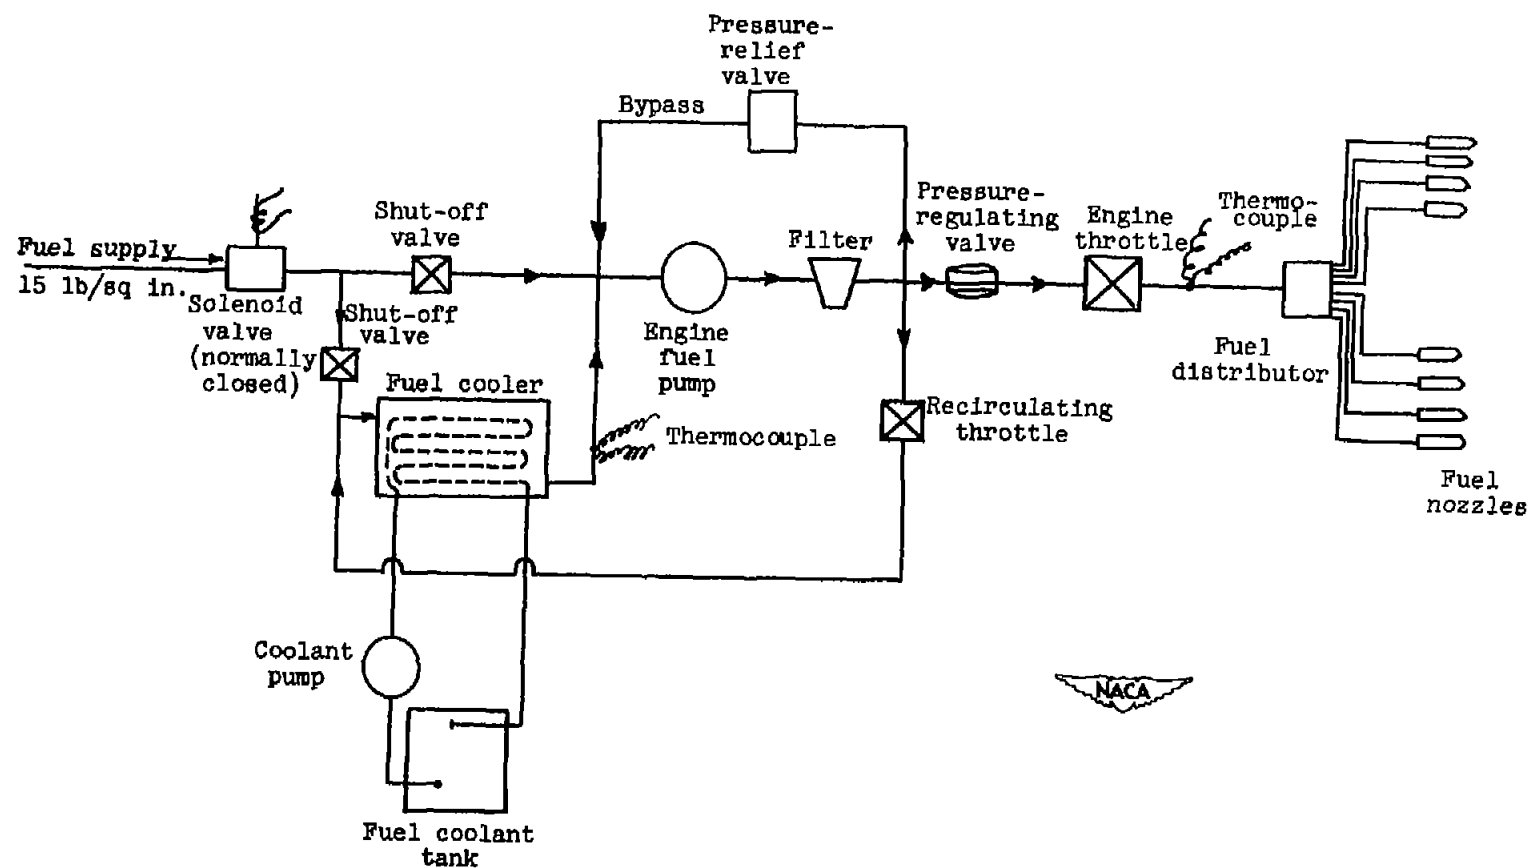 Pressure-
relief
valve
Bypass
Shut-off
valve
Fuel supply
15 lb/sq in.
Solenoid
valve
(normally
closed)
Shut-off
valve
Filter
Pressure-
regulating
valve
Engine
throttle
Thermo-
couple
Engine
fuel
pump
Fuel
distributor
Fuel cooler
Thermocouple
Recirculating
throttle
Fuel
nozzles
Coolant
pump
NACA
Fuel coolant
tank